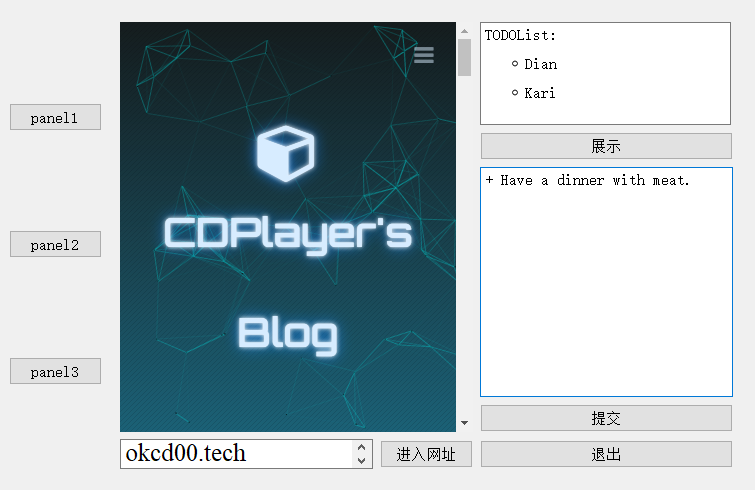 panel1
panel2
panel3
CDPlayer's
Blog
okcd00.tech
进入网址
TODOList:
Dian
Kari
展示
+ Have a dinner with meat.
提交
退出